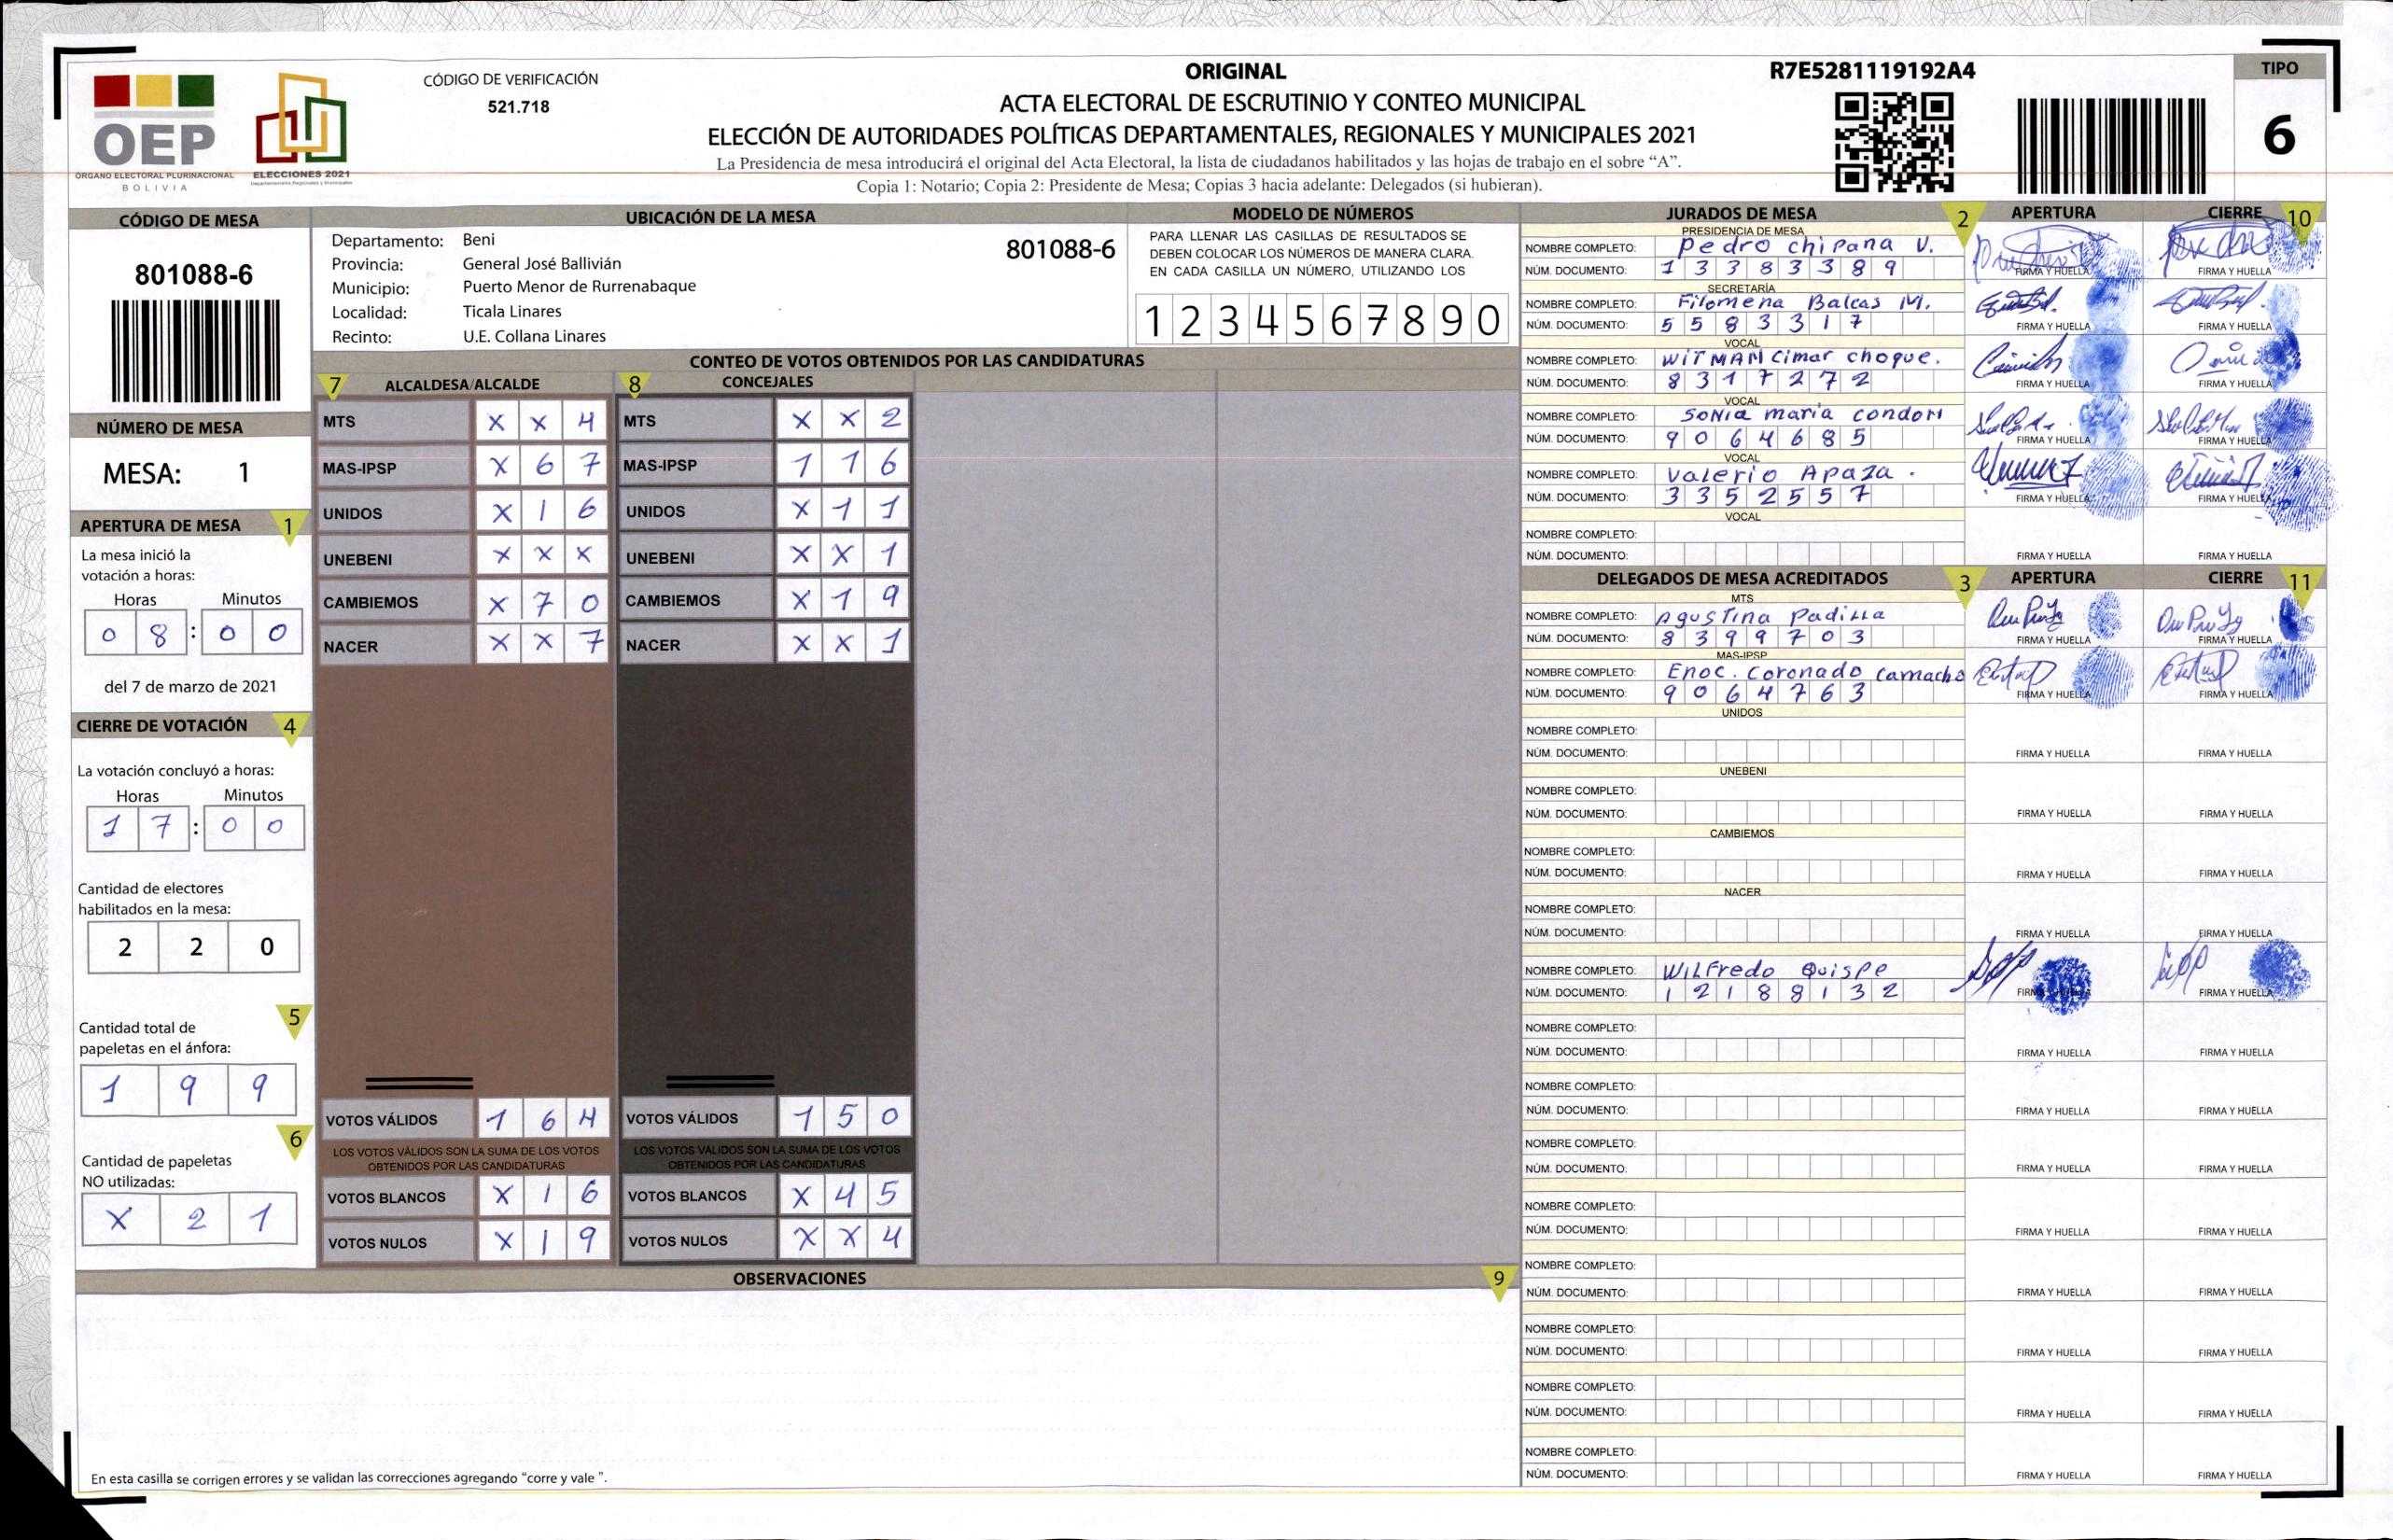 OEP
ÓRGANO ELECTORAL PLURINACIONAL
BOLIVIA
ELECCIONES 2021
Departamentales, Regionales y Municipales
CÓDIGO DE VERIFICACIÓN
521.718
ORIGINAL
ACTA ELECTORAL DE ESCRUTINIO Y CONTEO MUNICIPAL
ELECCIÓN DE AUTORIDADES POLÍTICAS DEPARTAMENTALES, REGIONALES Y MUNICIPALES 2021
La Presidencia de mesa introducirá el original del Acta Electoral, la lista de ciudadanos habilitados y las hojas de trabajo en el sobre “A”.
Copia 1: Notario; Copia 2: Presidente de Mesa; Copias 3 hacia adelante: Delegados (si hubieran).
R7E5281119192A4
TIPO
6
CÓDIGO DE MESA
801088-6
NÚMERO DE MESA
MESA: 1
APERTURA DE MESA 1
La mesa inició la
votación a horas:
Horas Minutos
0 8 : 0 0
del 7 de marzo de 2021
CIERRE DE VOTACIÓN 4
La votación concluyó a horas:
Horas Minutos
1 7 : 0 0
Cantidad de electores
habilitados en la mesa:
2 2 0
5
Cantidad total de
papeletas en el ánfora:
1 9 9
6
Cantidad de papeletas
NO utilizadas:
X 2 1
UBICACIÓN DE LA MESA
Departamento: Beni
801088-6
Provincia: General José Ballivián
Municipio: Puerto Menor de Rurrenabaque
Localidad: Ticala Linares
Recinto: U.E. Collana Linares
MODELO DE NÚMEROS
PARA LLENAR LAS CASILLAS DE RESULTADOS SE
DEBEN COLOCAR LOS NÚMEROS DE MANERA CLARA.
EN CADA CASILLA UN NÚMERO, UTILIZANDO LOS
1 2 3 4 5 6 7 8 9 0
CONTEO DE VOTOS OBTENIDOS POR LAS CANDIDATURAS
7 ALCALDESA/ALCALDE
MTS X X 4
MAS-IPSP X 6 7
UNIDOS X 1 6
UNEBENI X X X
CAMBIEMOS X 7 0
NACER X X 7
VOTOS VÁLIDOS 1 6 4
LOS VOTOS VÁLIDOS SON LA SUMA DE LOS VOTOS
OBTENIDOS POR LAS CANDIDATURAS
VOTOS BLANCOS X 1 6
VOTOS NULOS X 1 9
8 CONCEJALES
MTS X X 2
MAS-IPSP 1 1 6
UNIDOS X 1 1
UNEBENI X X 1
CAMBIEMOS X 1 9
NACER X X 1
VOTOS VÁLIDOS 1 5 0
LOS VOTOS VÁLIDOS SON LA SUMA DE LOS VOTOS
OBTENIDOS POR LAS CANDIDATURAS
VOTOS BLANCOS X 4 5
VOTOS NULOS X X 4
OBSERVACIONES 9
En esta casilla se corrigen errores y se validan las correcciones agregando “corre y vale ”.
JURADOS DE MESA 2 APERTURA CIERRE 10
PRESIDENCIA DE MESA
NOMBRE COMPLETO: Pedro chipana V.
NÚM. DOCUMENTO: 1 3 3 8 3 3 8 9 FIRMA Y HUELLA FIRMA Y HUELLA
SECRETARÍA
NOMBRE COMPLETO: Filomena Balcas M.
NÚM. DOCUMENTO: 5 5 8 3 3 1 7 FIRMA Y HUELLA FIRMA Y HUELLA
VOCAL
NOMBRE COMPLETO: WITMAN Cimar choque.
NÚM. DOCUMENTO: 8 3 1 7 2 7 2 FIRMA Y HUELLA FIRMA Y HUELLA
VOCAL
NOMBRE COMPLETO: SONIA maria condori
NÚM. DOCUMENTO: 9 0 6 4 6 8 5 FIRMA Y HUELLA FIRMA Y HUELLA
VOCAL
NOMBRE COMPLETO: Valerio Apaza .
NÚM. DOCUMENTO: 3 3 5 2 5 5 7 FIRMA Y HUELLA FIRMA Y HUELLA
VOCAL
NOMBRE COMPLETO:
NÚM. DOCUMENTO: FIRMA Y HUELLA FIRMA Y HUELLA
DELEGADOS DE MESA ACREDITADOS 3 APERTURA CIERRE 11
MTS
NOMBRE COMPLETO: Agustina Padilla
NÚM. DOCUMENTO: 8 3 9 9 7 0 3 FIRMA Y HUELLA FIRMA Y HUELLA
MAS-IPSP
NOMBRE COMPLETO: Enoc. Coronado Camacho
NÚM. DOCUMENTO: 9 0 6 4 7 6 3 FIRMA Y HUELLA FIRMA Y HUELLA
UNIDOS
NOMBRE COMPLETO:
NÚM. DOCUMENTO: FIRMA Y HUELLA FIRMA Y HUELLA
UNEBENI
NOMBRE COMPLETO:
NÚM. DOCUMENTO: FIRMA Y HUELLA FIRMA Y HUELLA
CAMBIEMOS
NOMBRE COMPLETO:
NÚM. DOCUMENTO: FIRMA Y HUELLA FIRMA Y HUELLA
NACER
NOMBRE COMPLETO:
NÚM. DOCUMENTO: FIRMA Y HUELLA FIRMA Y HUELLA
NOMBRE COMPLETO: WILFredo Quispe
NÚM. DOCUMENTO: 1 2 1 8 8 1 3 2 FIRMA Y HUELLA FIRMA Y HUELLA
NOMBRE COMPLETO:
NÚM. DOCUMENTO: FIRMA Y HUELLA FIRMA Y HUELLA
NOMBRE COMPLETO:
NÚM. DOCUMENTO: FIRMA Y HUELLA FIRMA Y HUELLA
NOMBRE COMPLETO:
NÚM. DOCUMENTO: FIRMA Y HUELLA FIRMA Y HUELLA
NOMBRE COMPLETO:
NÚM. DOCUMENTO: FIRMA Y HUELLA FIRMA Y HUELLA
NOMBRE COMPLETO:
NÚM. DOCUMENTO: FIRMA Y HUELLA FIRMA Y HUELLA
NOMBRE COMPLETO:
NÚM. DOCUMENTO: FIRMA Y HUELLA FIRMA Y HUELLA
NOMBRE COMPLETO:
NÚM. DOCUMENTO: FIRMA Y HUELLA FIRMA Y HUELLA
NOMBRE COMPLETO:
NÚM. DOCUMENTO: FIRMA Y HUELLA FIRMA Y HUELLA